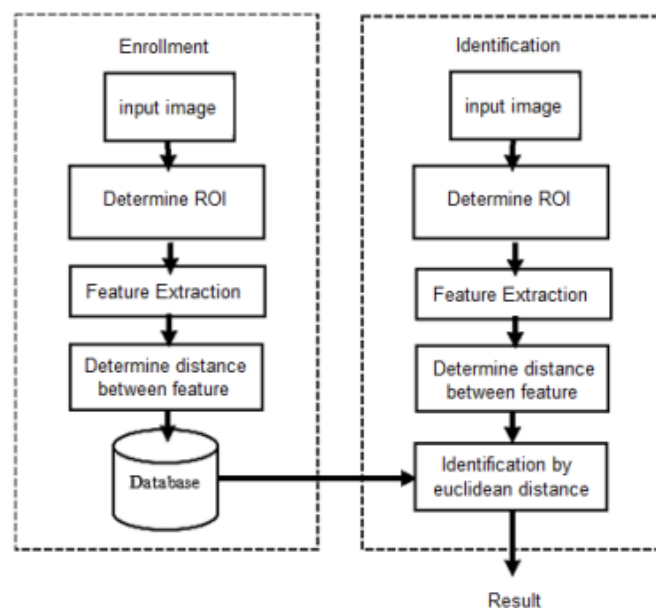 Enrollment
input image
Determine ROI
Feature Extraction
Determine distance
between feature
Database
Identification
input image
Determine ROI
Feature Extraction
Determine distance
between feature
Identification by
euclidean distance
Result